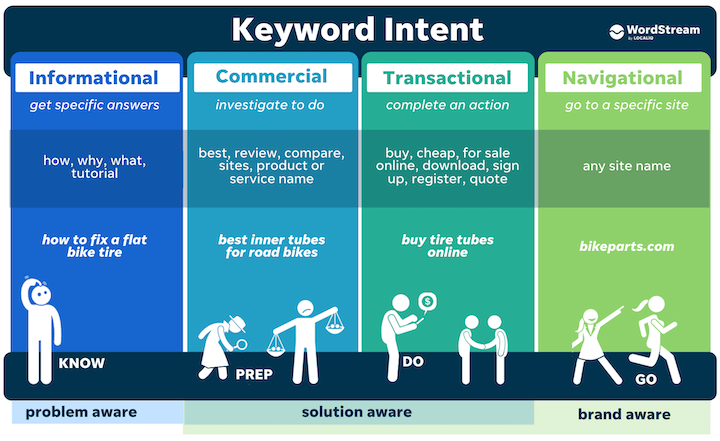 Keyword Intent
WordStream
by LOCALiQ
Informational
get specific answers
how, why, what,
tutorial
how to fix a flat
bike tire
KNOW
problem aware
Commercial
investigate to do
best, review, compare,
sites, product or
service name
best inner tubes
for road bikes
PREP
Transactional
complete an action
buy, cheap, for sale
online, download, sign
up, register, quote
buy tire tubes
online
$
DO
solution aware
Navigational
go to a specific site
any site name
bikeparts.com
GO
brand aware